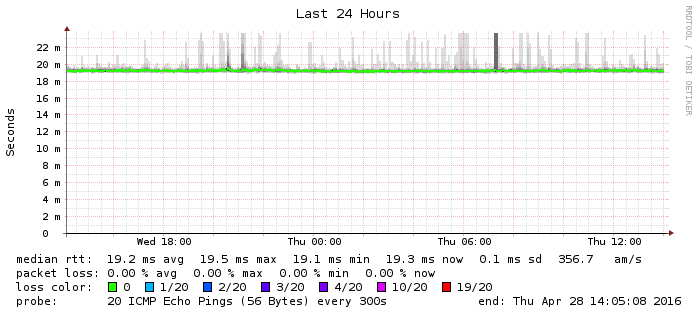 Last 24 Hours
RRDTOOL / TOBI OETIKER
Seconds
22 m
20 m
18 m
16 m
14 m
12 m
10 m
8 m
6 m
4 m
2 m
0
Wed 18:00 Thu 00:00 Thu 06:00 Thu 12:00
median rtt: 19.2 ms avg 19.5 ms max 19.1 ms min 19.3 ms now 0.1 ms sd 356.7 am/s
packet loss: 0.00 % avg 0.00 % max 0.00 % min 0.00 % now
loss color: 0 1/20 2/20 3/20 4/20 10/20 19/20
probe: 20 ICMP Echo Pings (56 Bytes) every 300s end: Thu Apr 28 14:05:08 2016